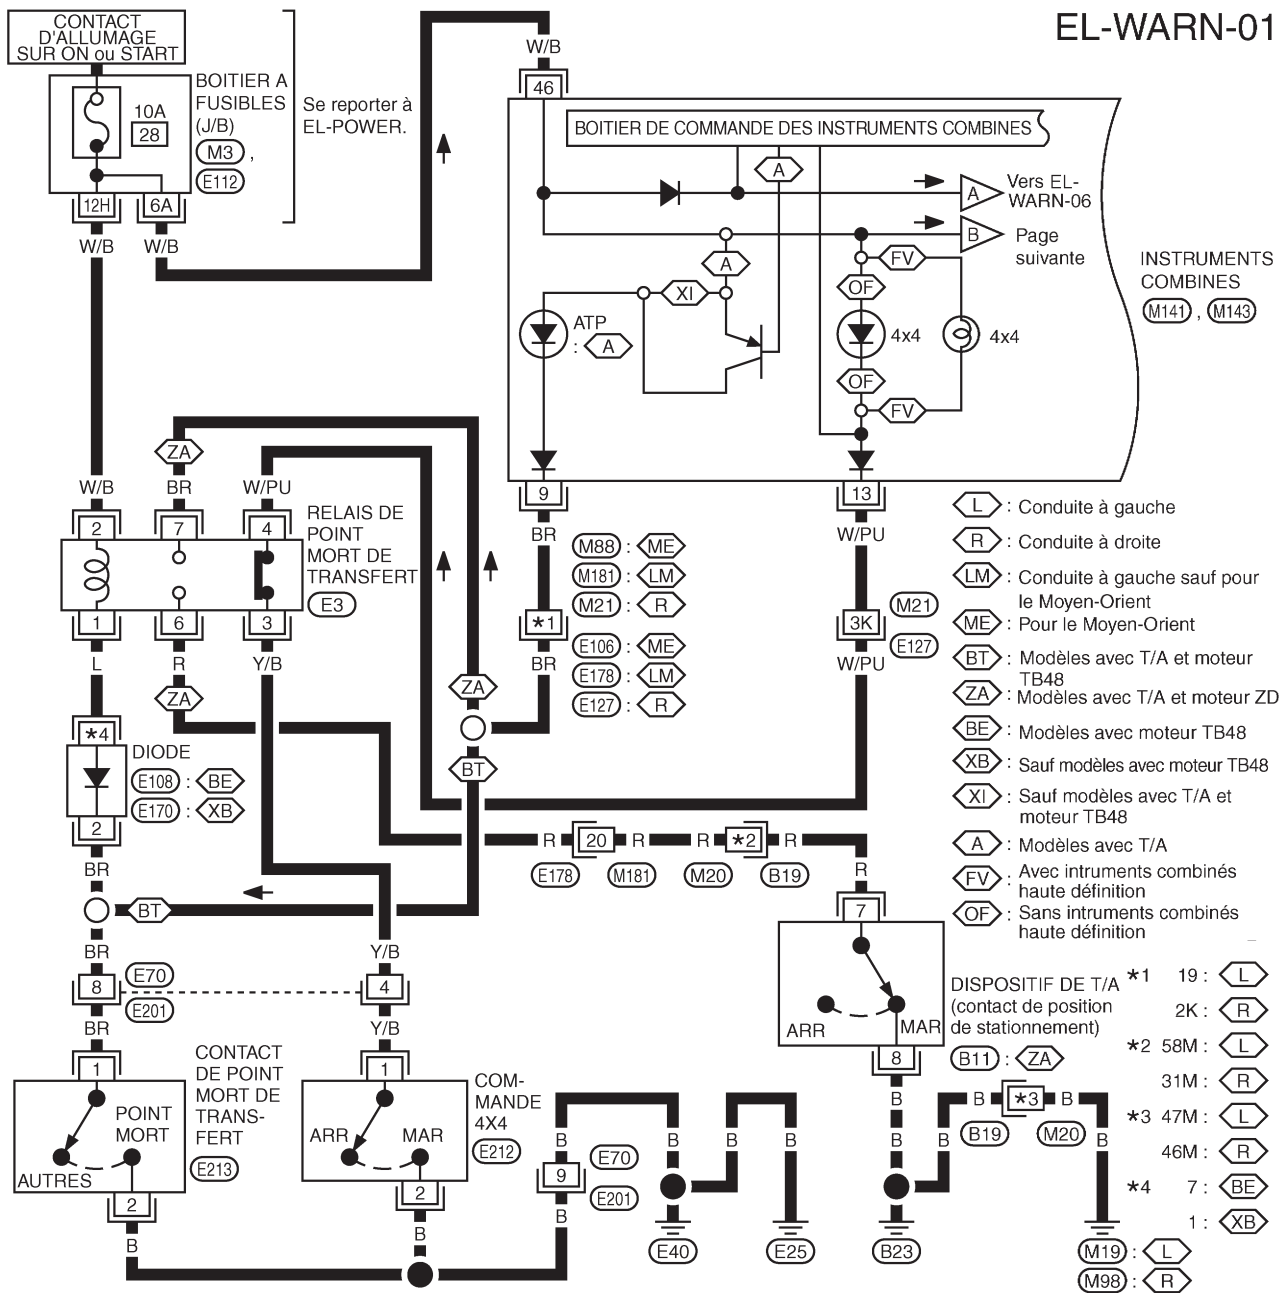 EL-WARN-01
CONTACT
D'ALLUMAGE
SUR ON ou START
BOITIER A
FUSIBLES
(J/B)
M3 ,
E112
10A
28
Se reporter à
EL-POWER.
12H
6A
W/B
W/B
W/B
46
BOITIER DE COMMANDE DES INSTRUMENTS COMBINES
A
A
Vers EL-
WARN-06
B
Page
suivante
A
XI
FV
OF
ATP
: A
4x4
4x4
OF
FV
INSTRUMENTS
COMBINES
M141 , M143
9
13
ZA
W/B
BR
W/PU
2
7
4
RELAIS DE
POINT
MORT DE
TRANSFERT
E3
1
6
3
L
R
Y/B
ZA
BR
M88 : ME
M181 : LM
M21 : R
*1
E106 : ME
E178 : LM
E127 : R
BR
W/PU
3K
M21
E127
W/PU
ZA
BT
*4
DIODE
E108 : BE
E170 : XB
2
BR
BT
R
20
R
R
*2
R
E178
M181
M20
B19
R
7
BR
Y/B
8
E70
E201
4
BR
Y/B
DISPOSITIF DE T/A
(contact de position
de stationnement)
B11 : ZA
ARR
MAR
8
1
CONTACT
DE POINT
MORT DE
TRANS-
FERT
E213
POINT
MORT
AUTRES
2
1
COM-
MANDE
4X4
E212
ARR
MAR
2
B
B
B
9
E70
E201
B
B
B
B
E40
E25
B
B
B
*3
B
B19
M20
B
B
B23
M19 : L
M98 : R
L : Conduite à gauche
R : Conduite à droite
LM : Conduite à gauche sauf pour
le Moyen-Orient
ME : Pour le Moyen-Orient
BT : Modèles avec T/A et moteur
TB48
ZA : Modèles avec T/A et moteur ZD
BE : Modèles avec moteur TB48
XB : Sauf modèles avec moteur TB48
XI : Sauf modèles avec T/A et
moteur TB48
A : Modèles avec T/A
FV : Avec intruments combinés
haute définition
OF : Sans intruments combinés
haute définition
*1 19 : L
2K : R
*2 58M : L
31M : R
*3 47M : L
46M : R
*4 7 : BE
1 : XB